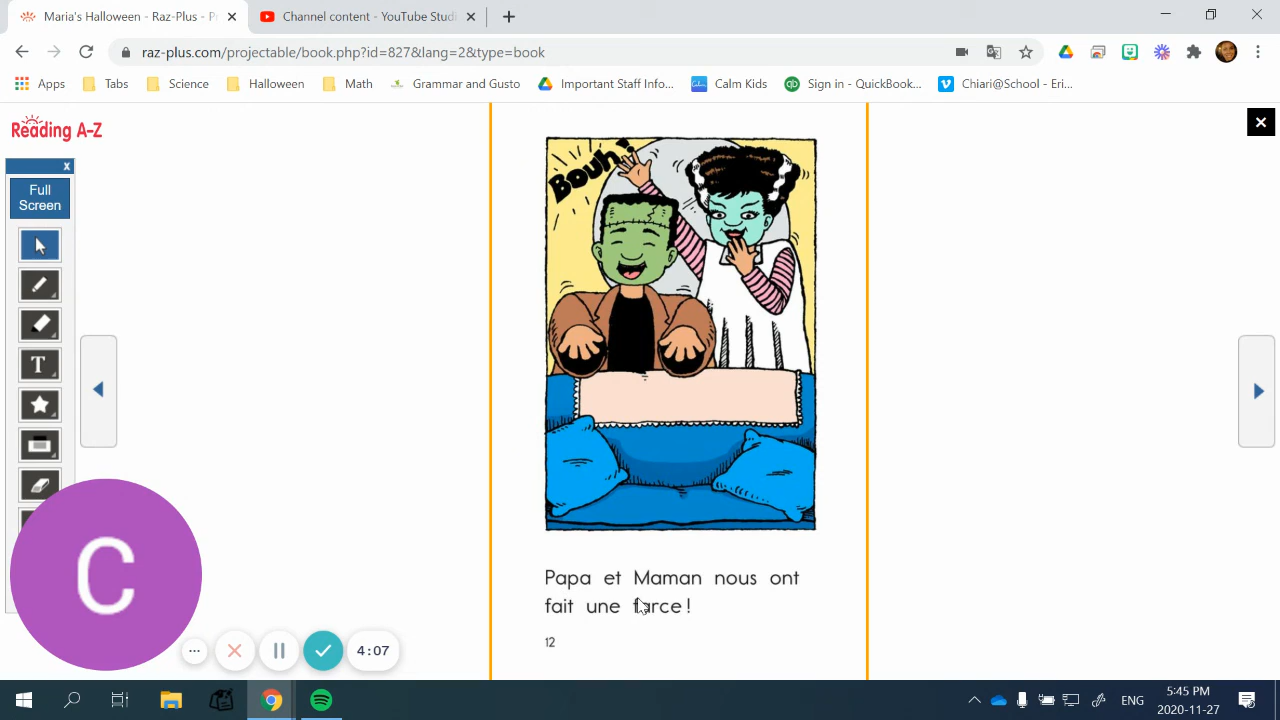 Maria's Halloween - Raz-Plus - Pr
Channel content - YouTube Studi
raz-plus.com/projectable/book.php?id=827&lang=2&type=book
Apps Tabs Science Halloween Math Grammar and Gusto Important Staff Info... Calm Kids Sign in - QuickBook... Chiari@School - Eri...
Reading A-Z
x
Full
Screen
T
Bouh!
C
Papa et Maman nous ont
fait une farce !
12
4:07
ENG
5:45 PM
2020-11-27